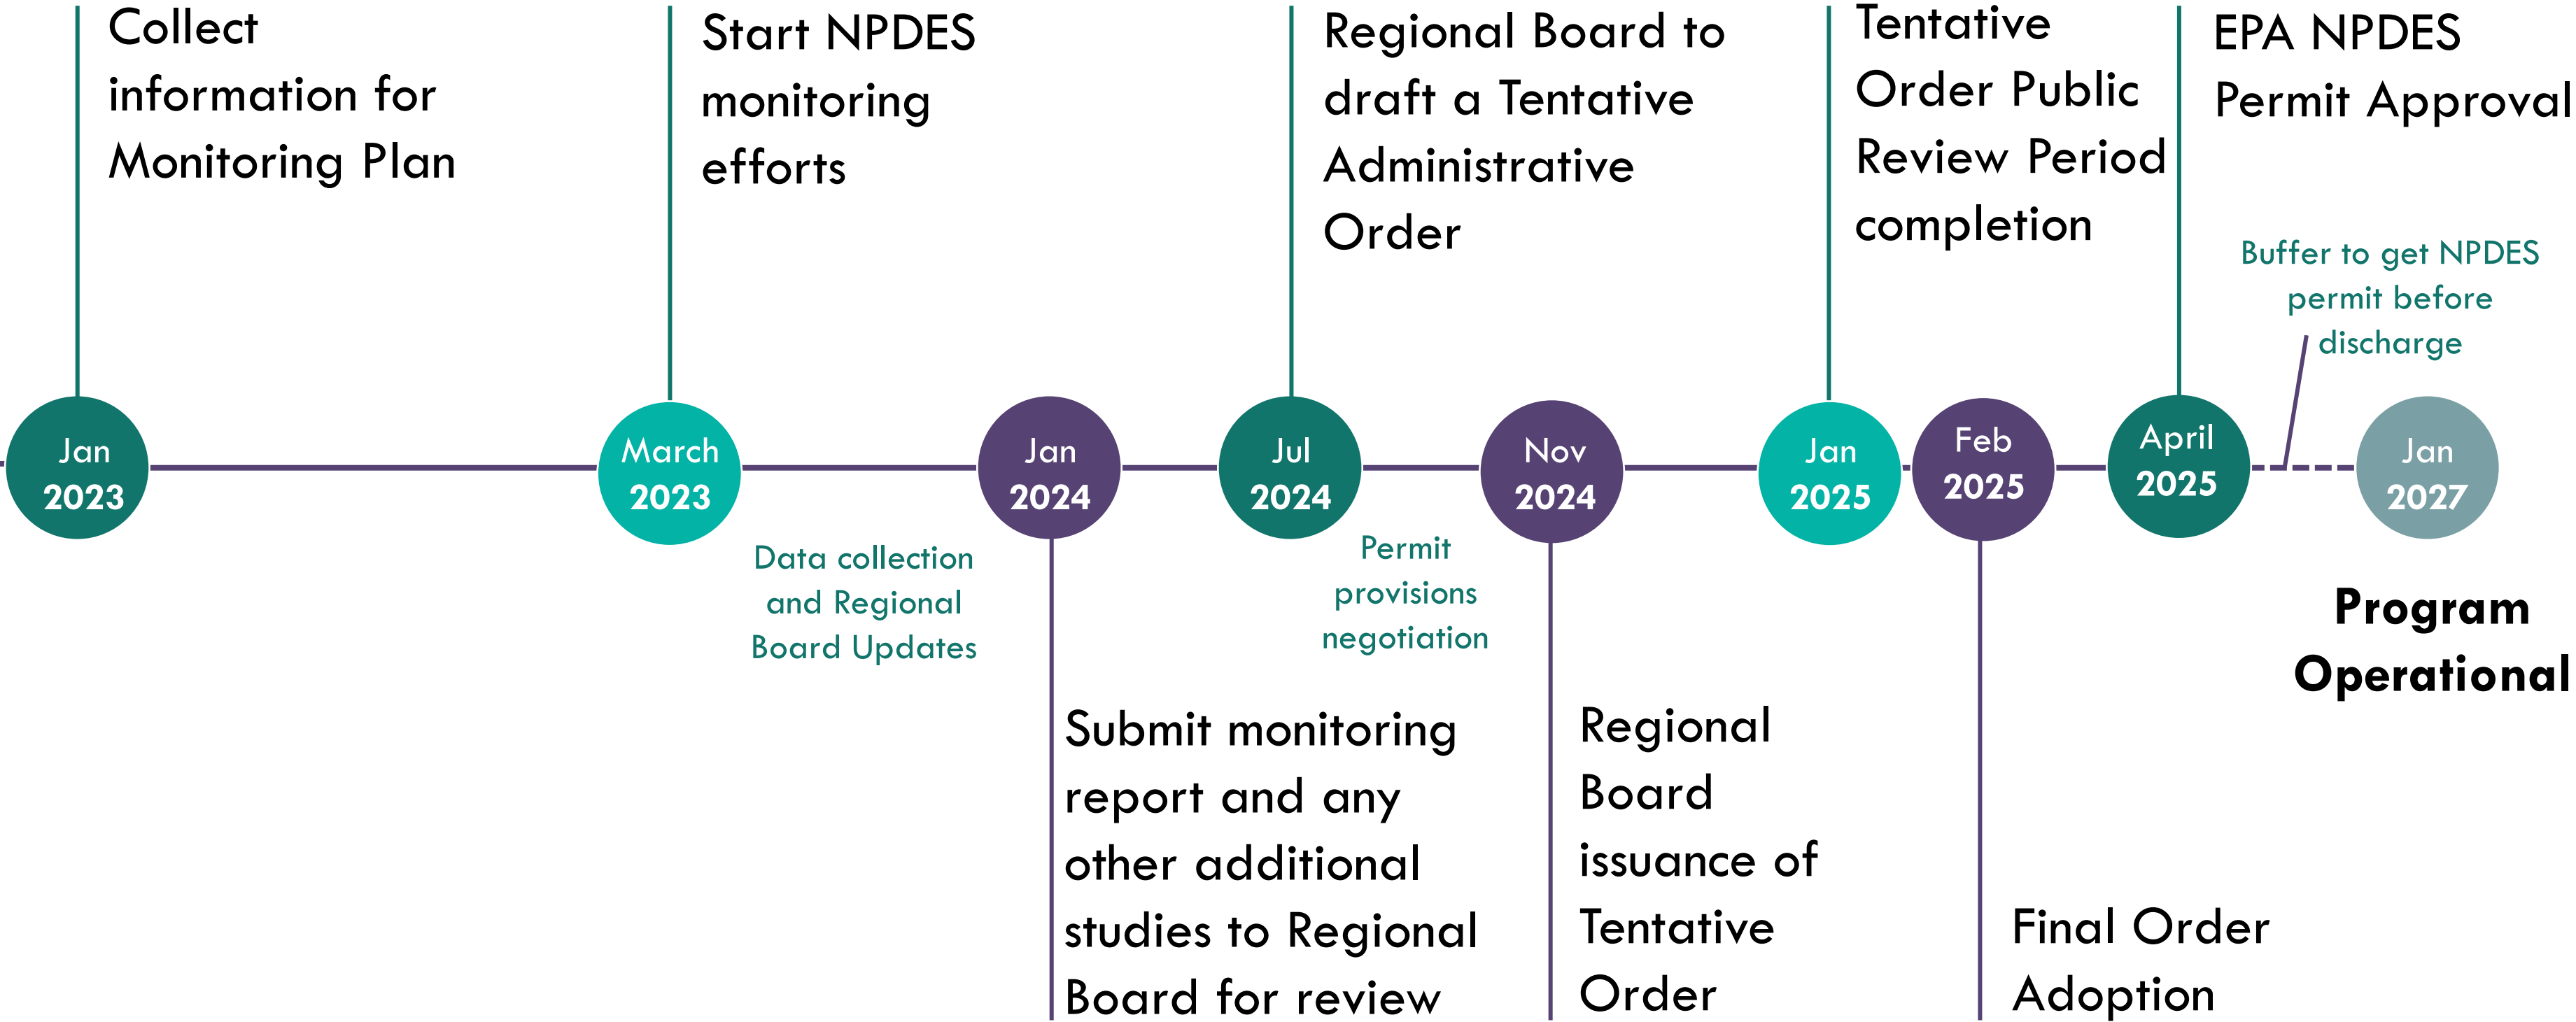 Collect
information for
Monitoring Plan
Start NPDES
monitoring
efforts
Regional Board to
draft a Tentative
Administrative
Order
Tentative
Order Public
Review Period
completion
EPA NPDES
Permit Approval
Buffer to get NPDES
permit before
discharge
Jan
2023
March
2023
Jan
2024
Jul
2024
Nov
2024
Jan
2025
Feb
2025
April
2025
Jan
2027
Data collection
and Regional
Board Updates
Permit
provisions
negotiation
Program
Operational
Submit monitoring
report and any
other additional
studies to Regional
Board for review
Regional
Board
issuance of
Tentative
Order
Final Order
Adoption